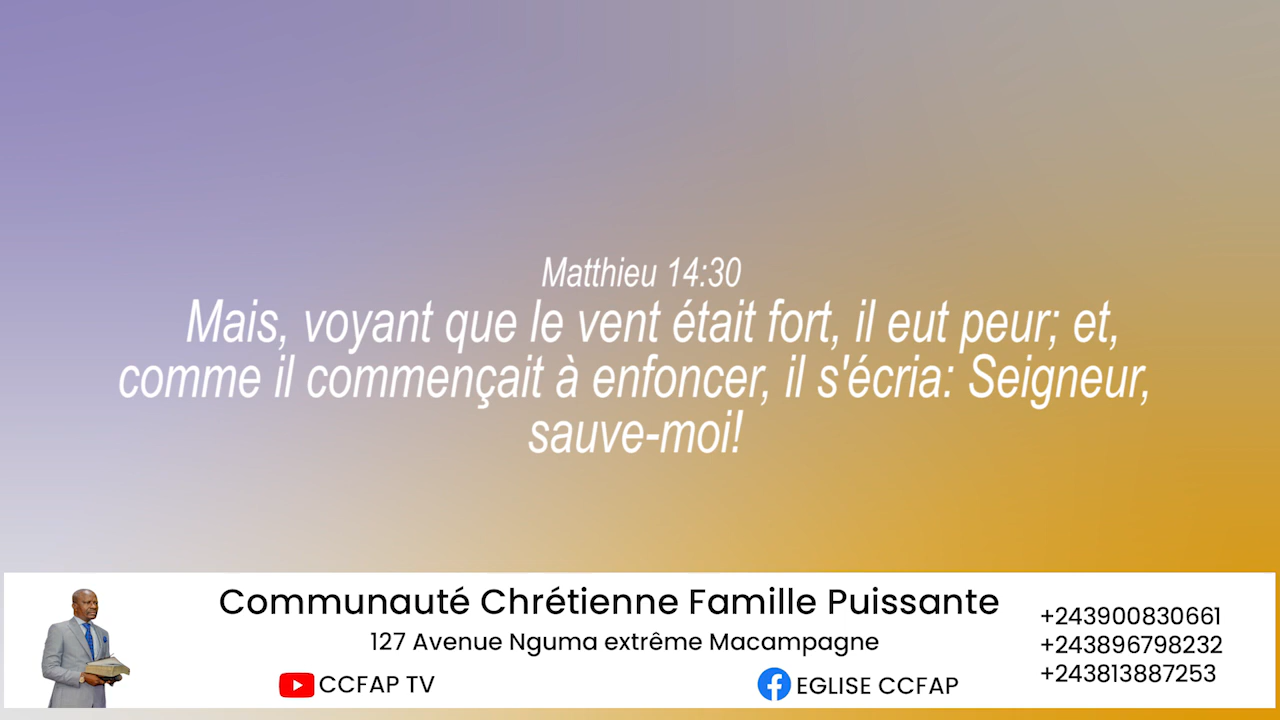 Matthieu 14:30
Mais, voyant que le vent était fort, il eut peur; et,
comme il commençait à enfoncer, il s'écria: Seigneur,
sauve-moi!
Communauté Chrétienne Famille Puissante
127 Avenue Nguma extrême Macampagne
CCFAP TV
EGLISE CCFAP
+243900830661
+243896798232
+243813887253